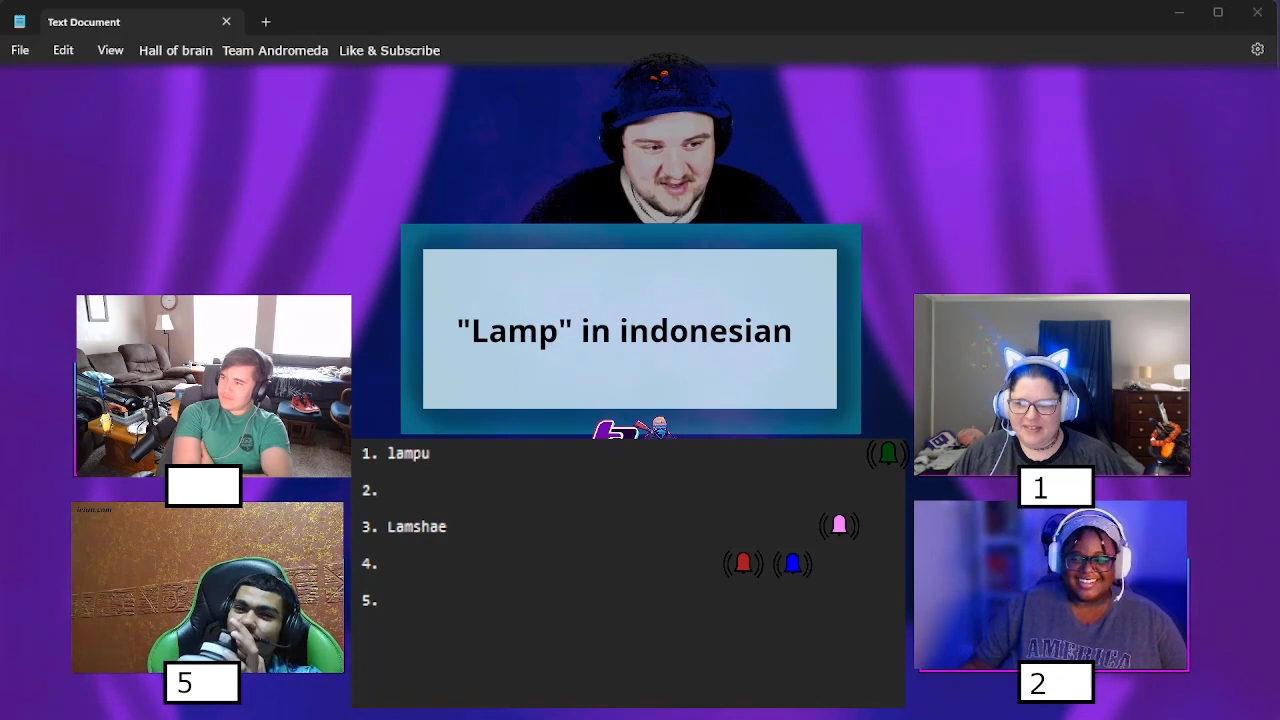 Text Document
File Edit View Hall of brain Team Andromeda Like & Subscribe
"Lamp" in indonesian
1. lampu
2.
3. Lamshae
4.
5.
1
5
2
AMERICA